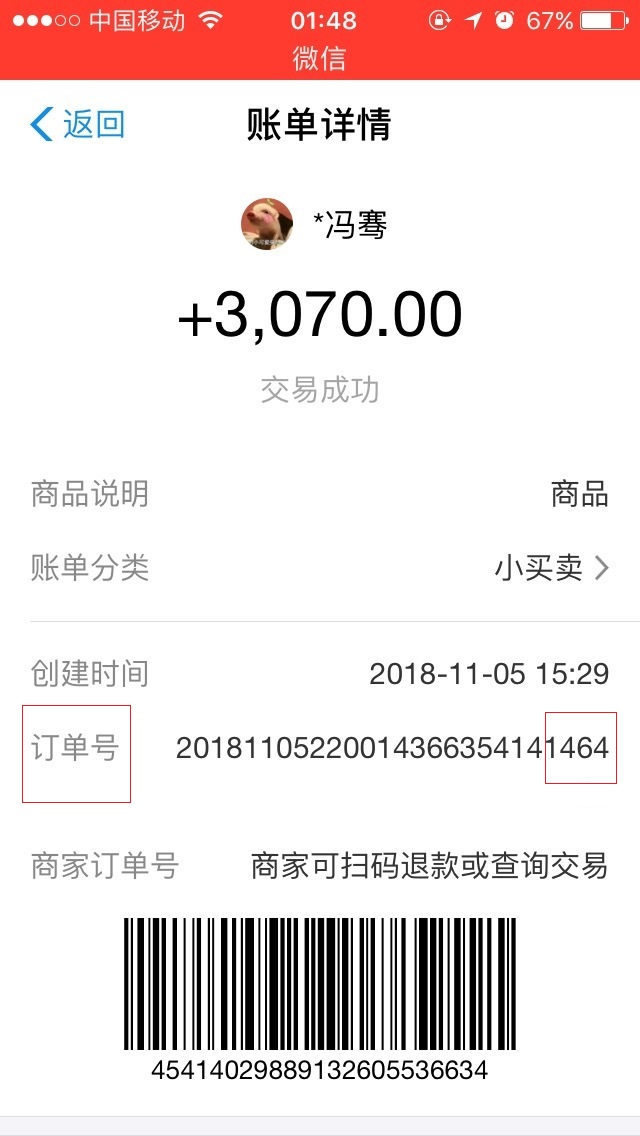 中国移动 01:48 67%
微信
返回 账单详情
*冯骞
+3,070.00
交易成功
商品说明 商品
账单分类 小买卖
创建时间 2018-11-05 15:29
订单号 2018110522001436635414​1464
商家订单号 商家可扫码退款或查询交易
45414029889132605536634